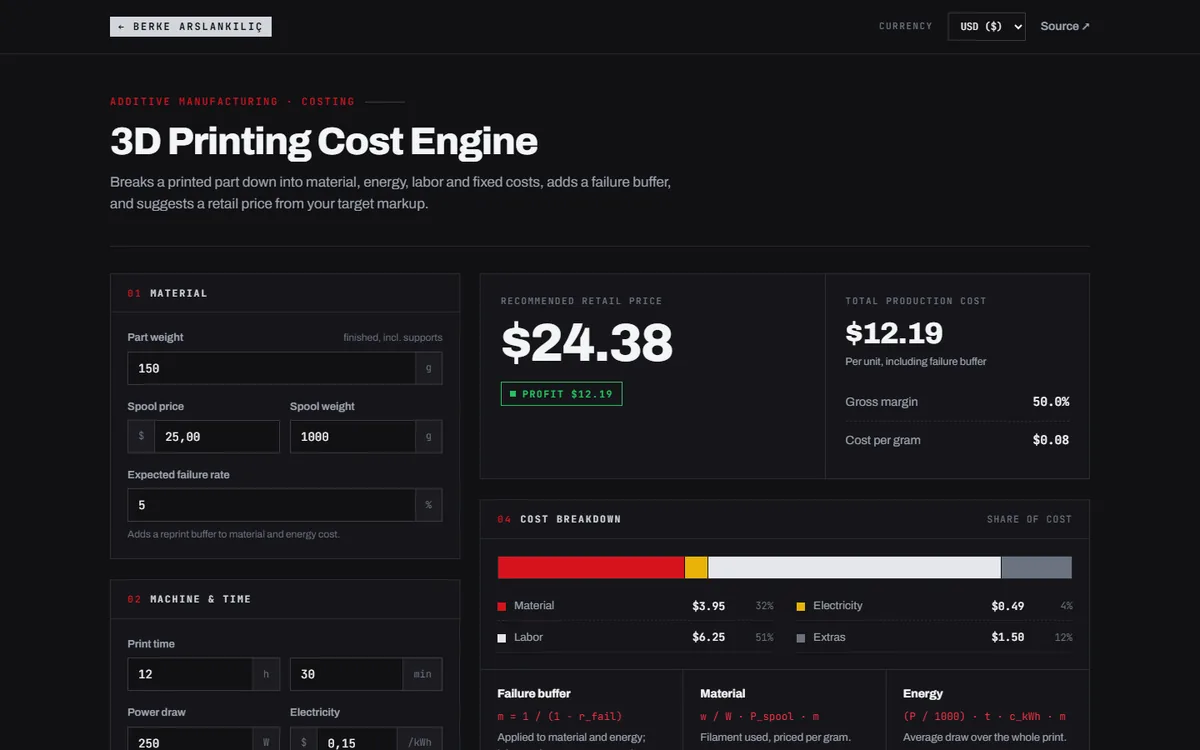 ← BERKE ARSLANKILIÇ
CURRENCY
USD ($)
Source ↗
ADDITIVE MANUFACTURING · COSTING
3D Printing Cost Engine
Breaks a printed part down into material, energy, labor and fixed costs, adds a failure buffer,
and suggests a retail price from your target markup.
01 MATERIAL
Part weight
finished, incl. supports
150
g
Spool price
Spool weight
$
25,00
1000
g
Expected failure rate
5
%
Adds a reprint buffer to material and energy cost.
02 MACHINE & TIME
Print time
12
h
30
min
Power draw
Electricity
250
W
$
0,15
/kWh
RECOMMENDED RETAIL PRICE
$24.38
PROFIT $12.19
TOTAL PRODUCTION COST
$12.19
Per unit, including failure buffer
Gross margin
50.0%
Cost per gram
$0.08
04 COST BREAKDOWN
SHARE OF COST
Material
$3.95
32%
Electricity
$0.49
4%
Labor
$6.25
51%
Extras
$1.50
12%
Failure buffer
m = 1 / (1 - r_fail)
Applied to material and energy;
Material
w / W · P_spool · m
Filament used, priced per gram.
Energy
(P / 1000) · t · c_kWh · m
Average draw over the whole print.